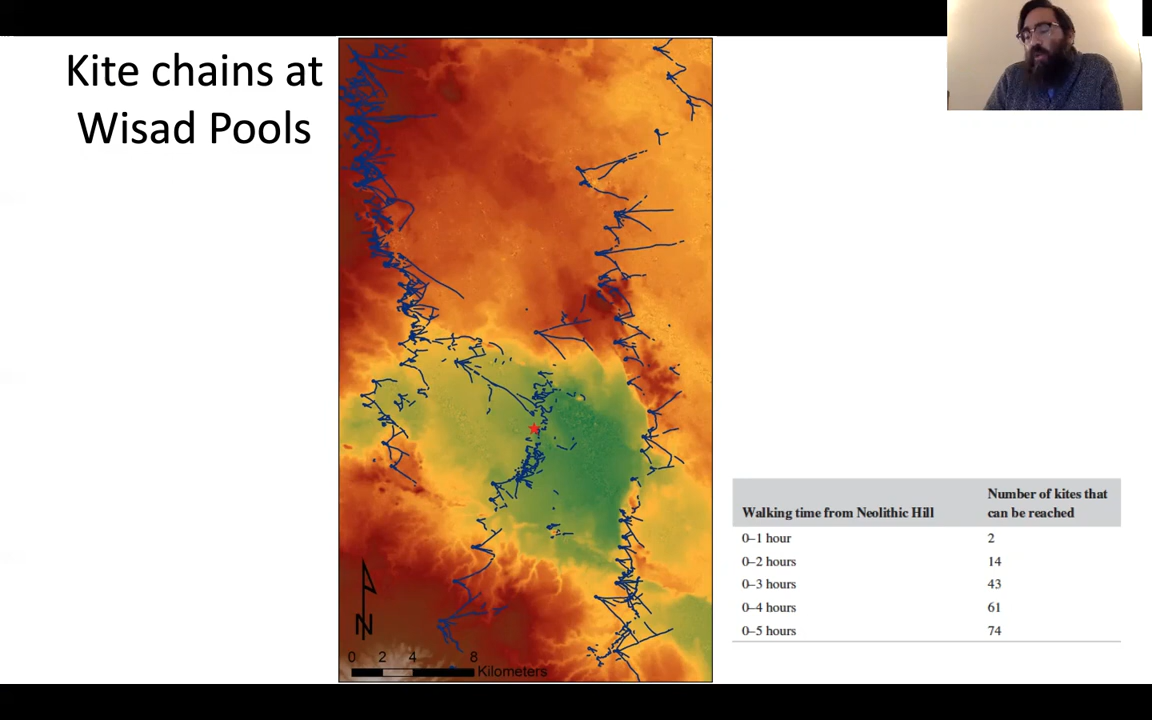 Kite chains at
Wisad Pools
N
0 2 4 8
Kilometers
Walking time from Neolithic Hill Number of kites that can be reached
0–1 hour 2
0–2 hours 14
0–3 hours 43
0–4 hours 61
0–5 hours 74